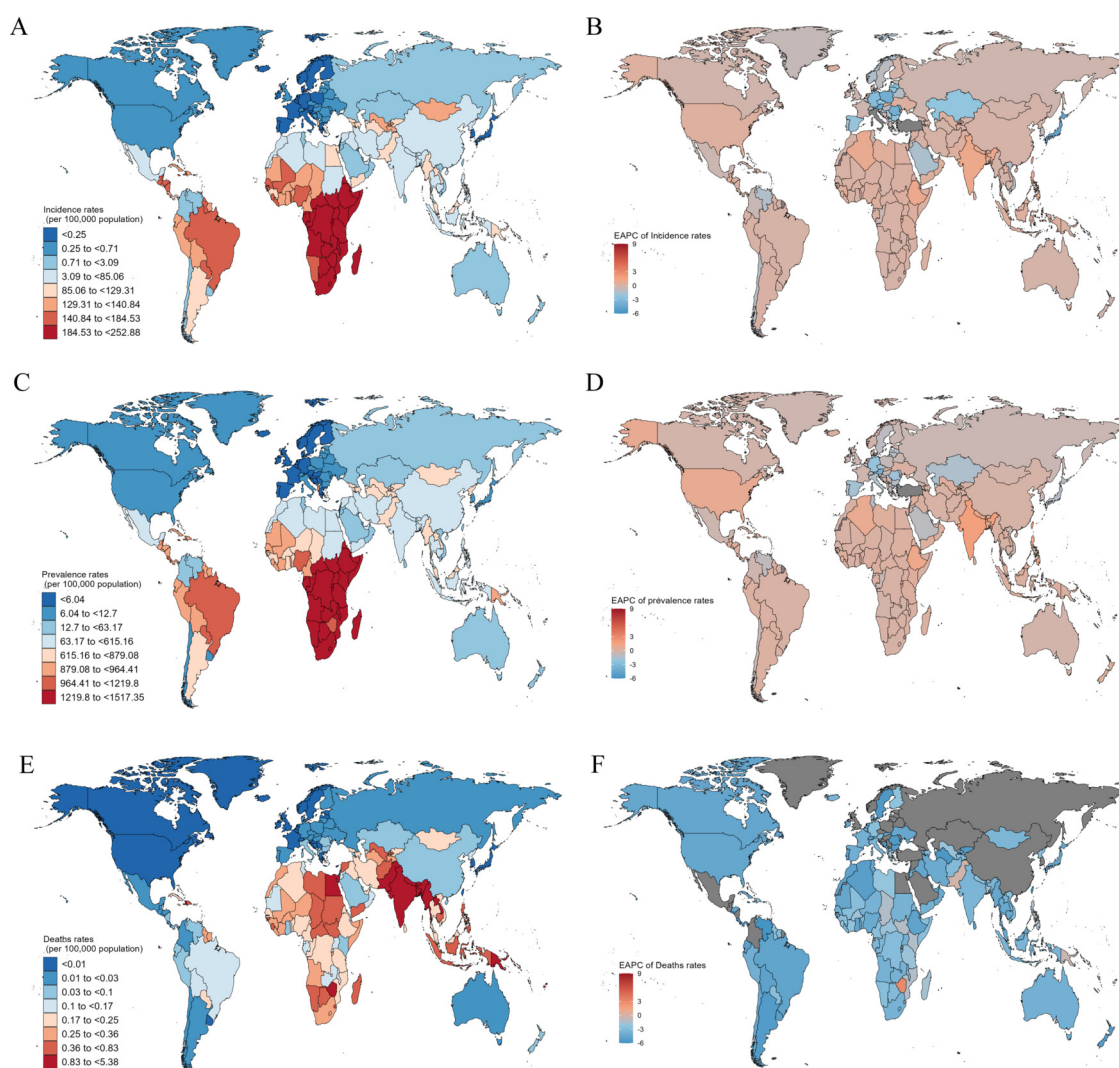 A
Incidence rates
(per 100,000 population)
<0.25
0.25 to <0.71
0.71 to <3.09
3.09 to <85.06
85.06 to <129.31
129.31 to <140.84
140.84 to <184.53
184.53 to <252.88
B
EAPC of Incidence rates
9
6
3
0
-3
-6
C
Prevalence rates
(per 100,000 population)
<6.04
6.04 to <12.7
12.7 to <63.17
63.17 to <615.16
615.16 to <879.08
879.08 to <964.41
964.41 to <1219.8
1219.8 to <1517.35
D
EAPC of prevalence rates
9
6
3
0
-3
-6
E
Deaths rates
(per 100,000 population)
<0.01
0.01 to <0.03
0.03 to <0.1
0.1 to <0.17
0.17 to <0.25
0.25 to <0.36
0.36 to <0.83
0.83 to <5.38
F
EAPC of Deaths rates
9
6
3
0
-3
-6